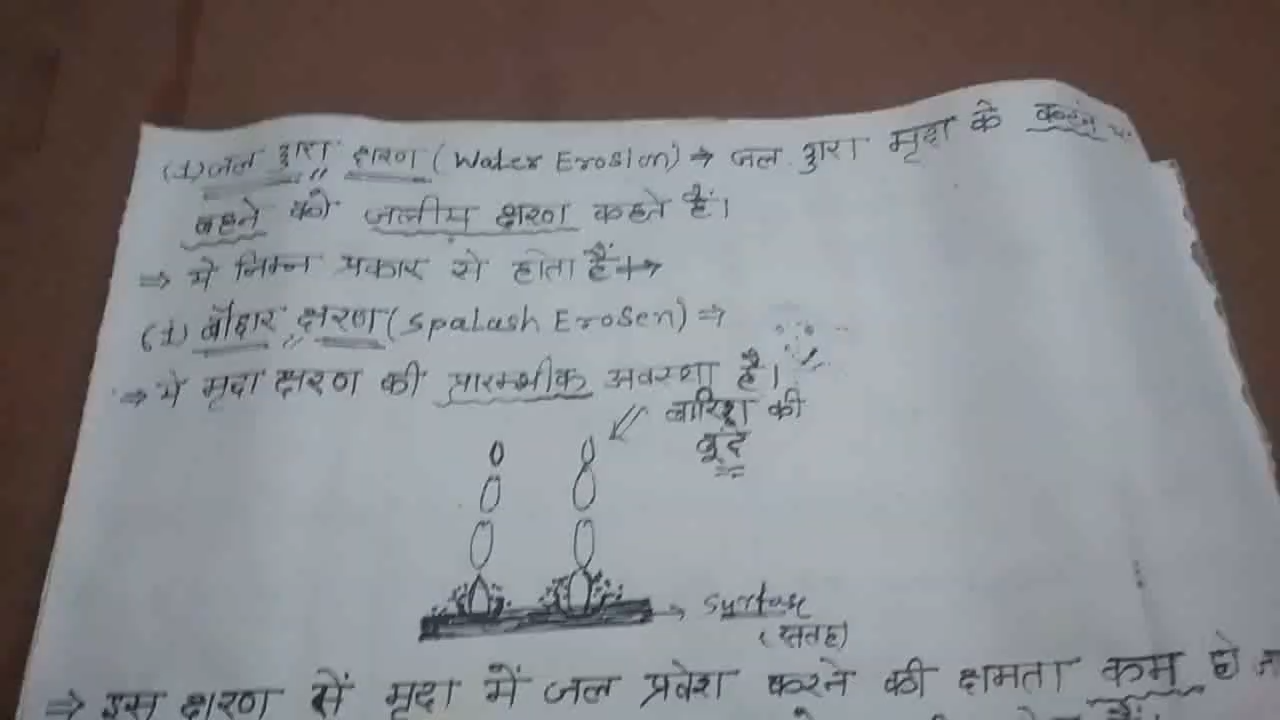 (1) जल द्वारा क्षरण (Water Erosion) ⇒ जल द्वारा मृदा के
बहने को जलीय क्षरण कहते हैं।
⇒ ये निम्न प्रकार से होता हैं→
(1) बौछार क्षरण (Spalash Erosen) ⇒
⇒ ये मृदा क्षरण की प्रारम्भीक अवस्था है।
बारिश की
बूंदे
Surface
(सतह)
⇒ इस क्षरण से मृदा में जल प्रवेश करने की क्षमता कम हो